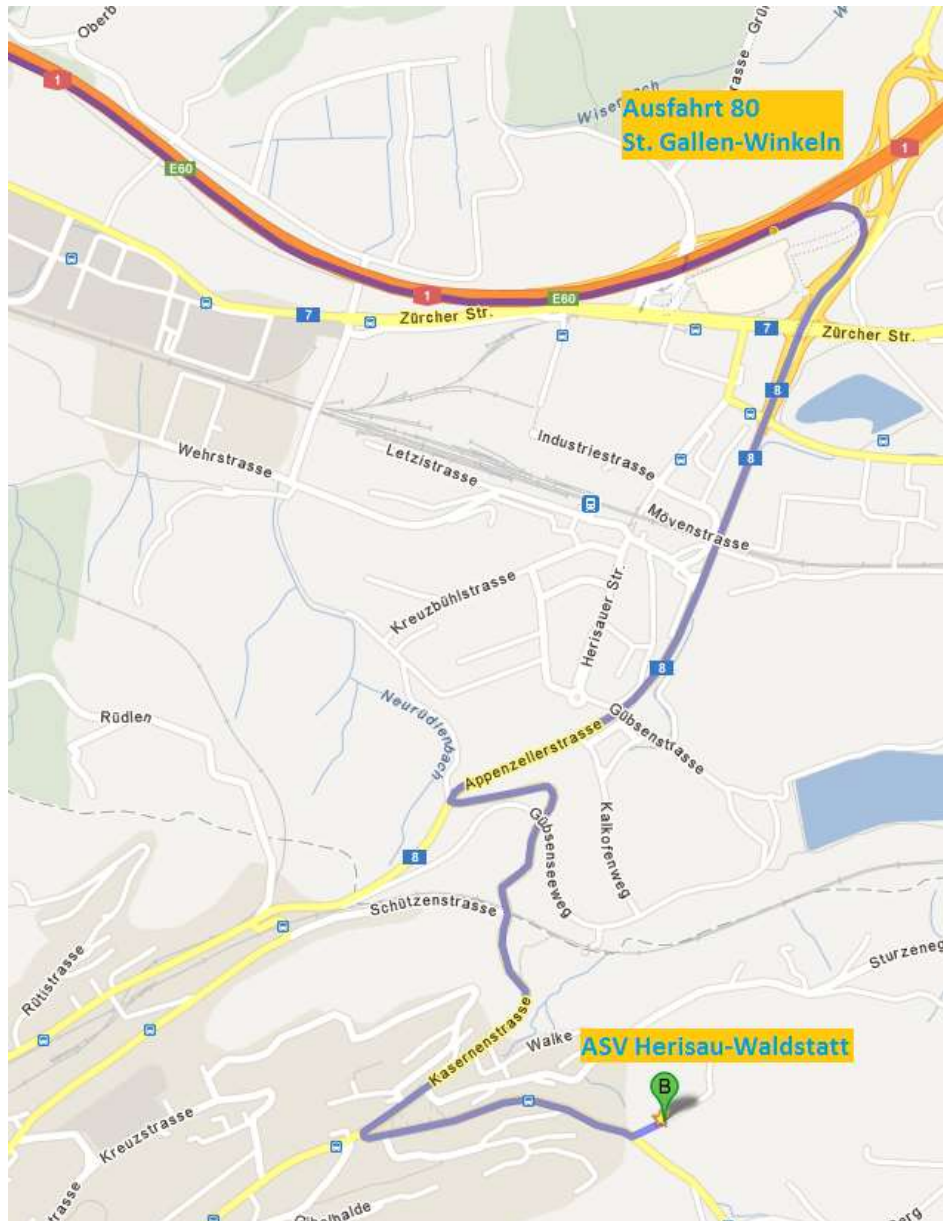 Oberb
1
Wisenbach
Ausfahrt 80
St. Gallen-Winkeln
1
E60
1
E60
7
Zürcher Str.
7
Zürcher Str.
8
Industriestrasse
8
Wehrstrasse
Letzistrasse
Mövenstrasse
Kreuzbühlstrasse
Herisauer Str.
8
Neurüdlenbach
Rüdlen
Gübsenstrasse
Appenzellerstrasse
Kalkofenweg
Gübsenseeweg
8
Schützenstrasse
Rütistrasse
Sturzeneg
Walke
Kasernenstrasse
ASV Herisau-Waldstatt
B
Kreuzstrasse